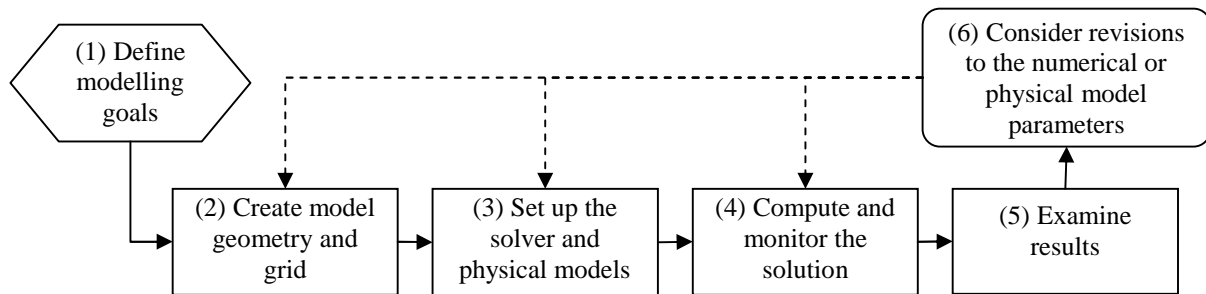 (1) Define
modelling
goals
(2) Create model
geometry and
grid
(3) Set up the
solver and
physical models
(4) Compute and
monitor the
solution
(5) Examine
results
(6) Consider revisions
to the numerical or
physical model
parameters